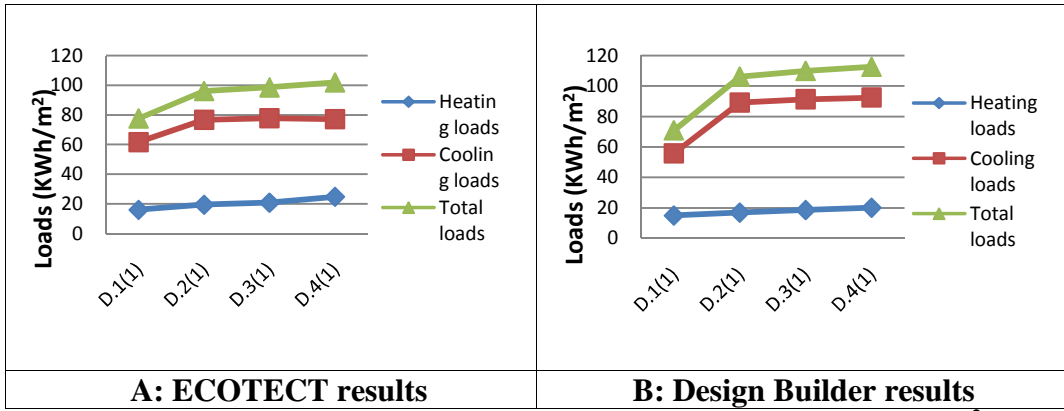 120
100
80
60
40
20
0
Loads (KWh/m²)
D.1(1)
D.2(1)
D.3(1)
D.4(1)
Heatin
g loads
Coolin
g loads
Total
loads
A: ECOTECT results
120
100
80
60
40
20
0
Loads (KWh/m²)
D.1(1)
D.2(1)
D.3(1)
D.4(1)
Heating
loads
Cooling
loads
Total
loads
B: Design Builder results